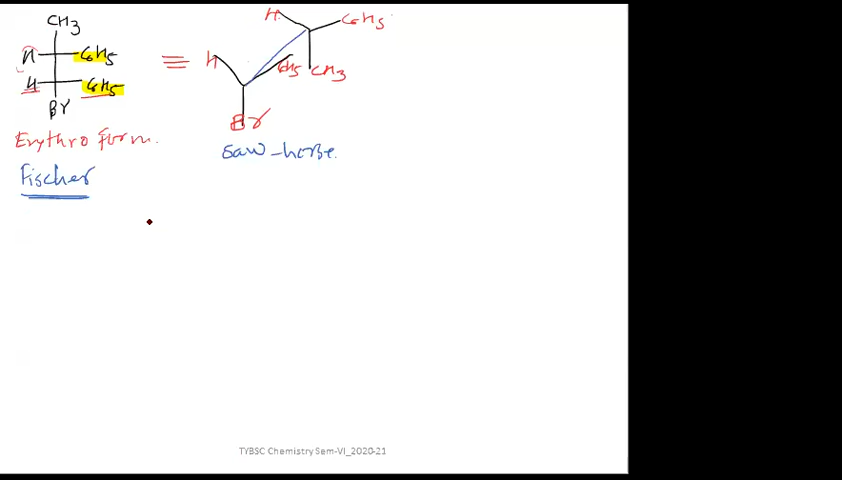 CH3
H C6H5
H C6H5
Br
Erythro form.
Fischer
≡
H C6H5
H C6H5 CH3
Br
Saw-horse.
TYBSC Chemistry Sem-VI_2020-21